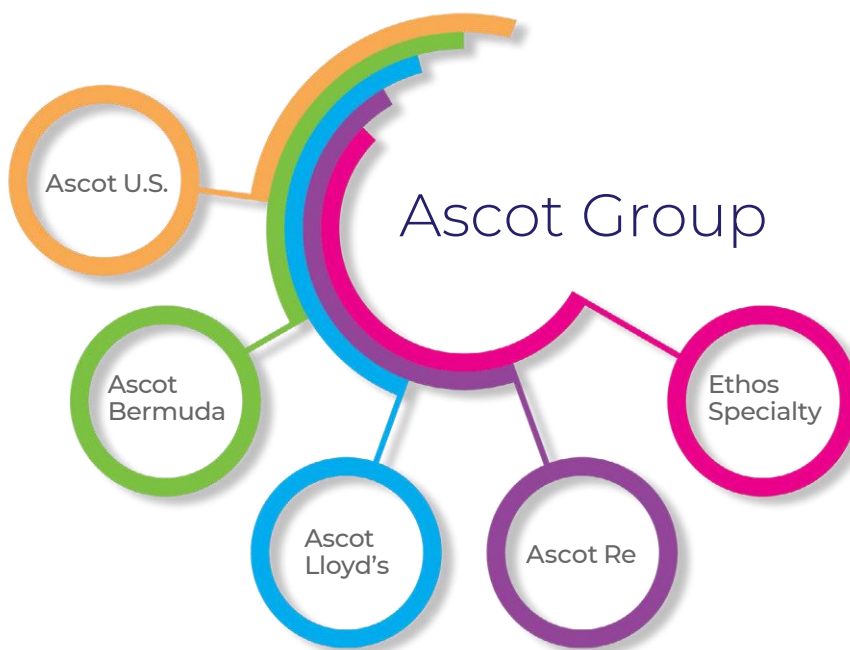 Ascot Group
Ascot U.S.
Ascot
Bermuda
Ascot
Lloyd’s
Ascot Re
Ethos
Specialty